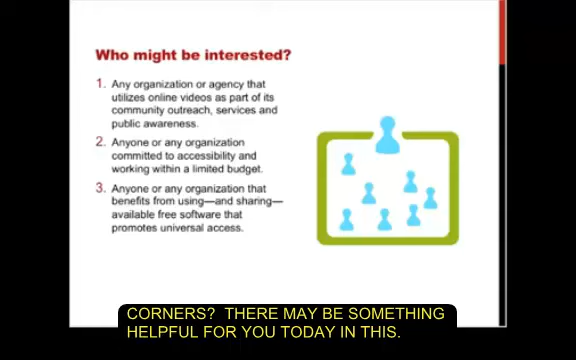 Who might be interested?
1. Any organization or agency that
utilizes online videos as part of its
community outreach, services and
public awareness.
2. Anyone or any organization
committed to accessibility and
working within a limited budget.
3. Anyone or any organization that
benefits from using—and sharing—
available free software that
promotes universal access.
CORNERS?  THERE MAY BE SOMETHING
HELPFUL FOR YOU TODAY IN THIS.